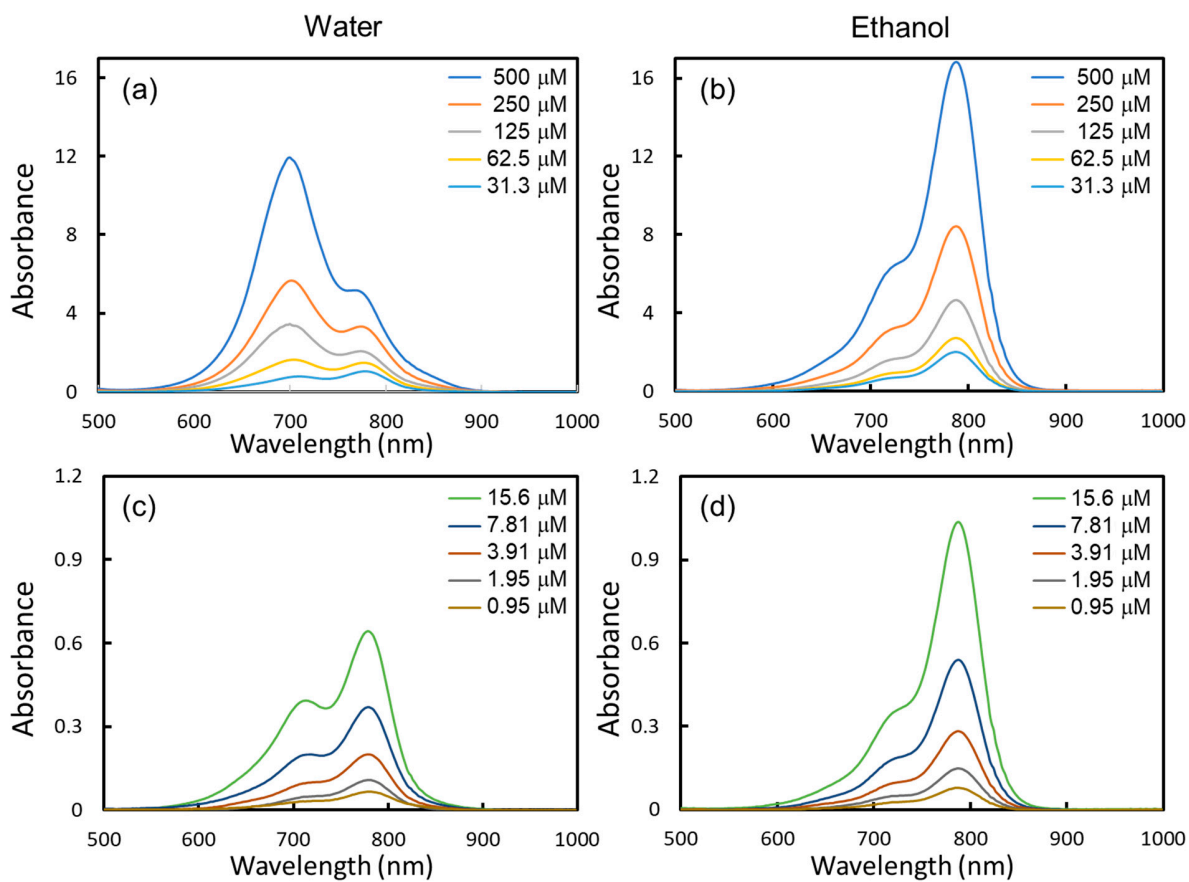 Water
Ethanol
(a)
500 μM
250 μM
125 μM
62.5 μM
31.3 μM
16
12
8
4
0
Absorbance
500 600 700 800 900 1000
Wavelength (nm)
(b)
500 μM
250 μM
125 μM
62.5 μM
31.3 μM
16
12
8
4
0
Absorbance
500 600 700 800 900 1000
Wavelength (nm)
(c)
15.6 μM
7.81 μM
3.91 μM
1.95 μM
0.95 μM
1.2
0.9
0.6
0.3
0
Absorbance
500 600 700 800 900 1000
Wavelength (nm)
(d)
15.6 μM
7.81 μM
3.91 μM
1.95 μM
0.95 μM
1.2
0.9
0.6
0.3
0
Absorbance
500 600 700 800 900 1000
Wavelength (nm)